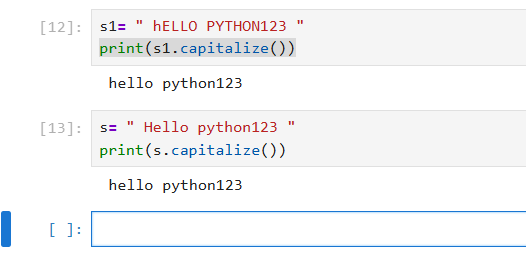 [12]: s1= " hELLO PYTHON123 "
print(s1.capitalize())
 hello python123
[13]: s= " Hello python123 "
print(s.capitalize())
 hello python123
[ ]: